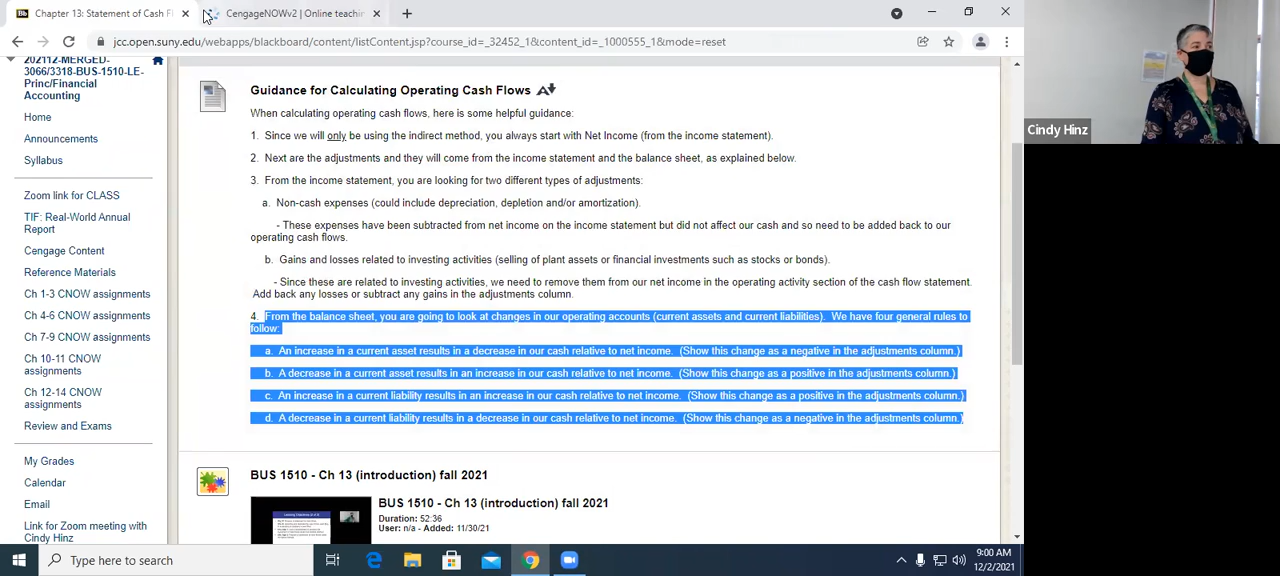 Chapter 13: Statement of Cash F
CengageNOWv2 | Online teachin
jcc.open.suny.edu/webapps/blackboard/content/listContent.jsp?course_id=_32452_1&content_id=_1000555_1&mode=reset
202112-MERGED-
3066/3318-BUS-1510-LE-
Princ/Financial
Accounting
Home
Announcements
Syllabus
Zoom link for CLASS
TIF: Real-World Annual
Report
Cengage Content
Reference Materials
Ch 1-3 CNOW assignments
Ch 4-6 CNOW assignments
Ch 7-9 CNOW assignments
Ch 10-11 CNOW
assignments
Ch 12-14 CNOW
assignments
Review and Exams
My Grades
Calendar
Email
Link for Zoom meeting with
Cindy Hinz
Guidance for Calculating Operating Cash Flows
When calculating operating cash flows, here is some helpful guidance:
1. Since we will only be using the indirect method, you always start with Net Income (from the income statement).
2. Next are the adjustments and they will come from the income statement and the balance sheet, as explained below.
3. From the income statement, you are looking for two different types of adjustments:
a. Non-cash expenses (could include depreciation, depletion and/or amortization).
- These expenses have been subtracted from net income on the income statement but did not affect our cash and so need to be added back to our
operating cash flows.
b. Gains and losses related to investing activities (selling of plant assets or financial investments such as stocks or bonds).
- Since these are related to investing activities, we need to remove them from our net income in the operating activity section of the cash flow statement.
Add back any losses or subtract any gains in the adjustments column.
4. From the balance sheet, you are going to look at changes in our operating accounts (current assets and current liabilities). We have four general rules to
follow:
a. An increase in a current asset results in a decrease in our cash relative to net income. (Show this change as a negative in the adjustments column.)
b. A decrease in a current asset results in an increase in our cash relative to net income. (Show this change as a positive in the adjustments column.)
c. An increase in a current liability results in an increase in our cash relative to net income. (Show this change as a positive in the adjustments column.)
d. A decrease in a current liability results in a decrease in our cash relative to net income. (Show this change as a negative in the adjustments column.)
BUS 1510 - Ch 13 (introduction) fall 2021
BUS 1510 - Ch 13 (introduction) fall 2021
Duration: 52:36
User: n/a - Added: 11/30/21
Cindy Hinz
Type here to search
9:00 AM
12/2/2021